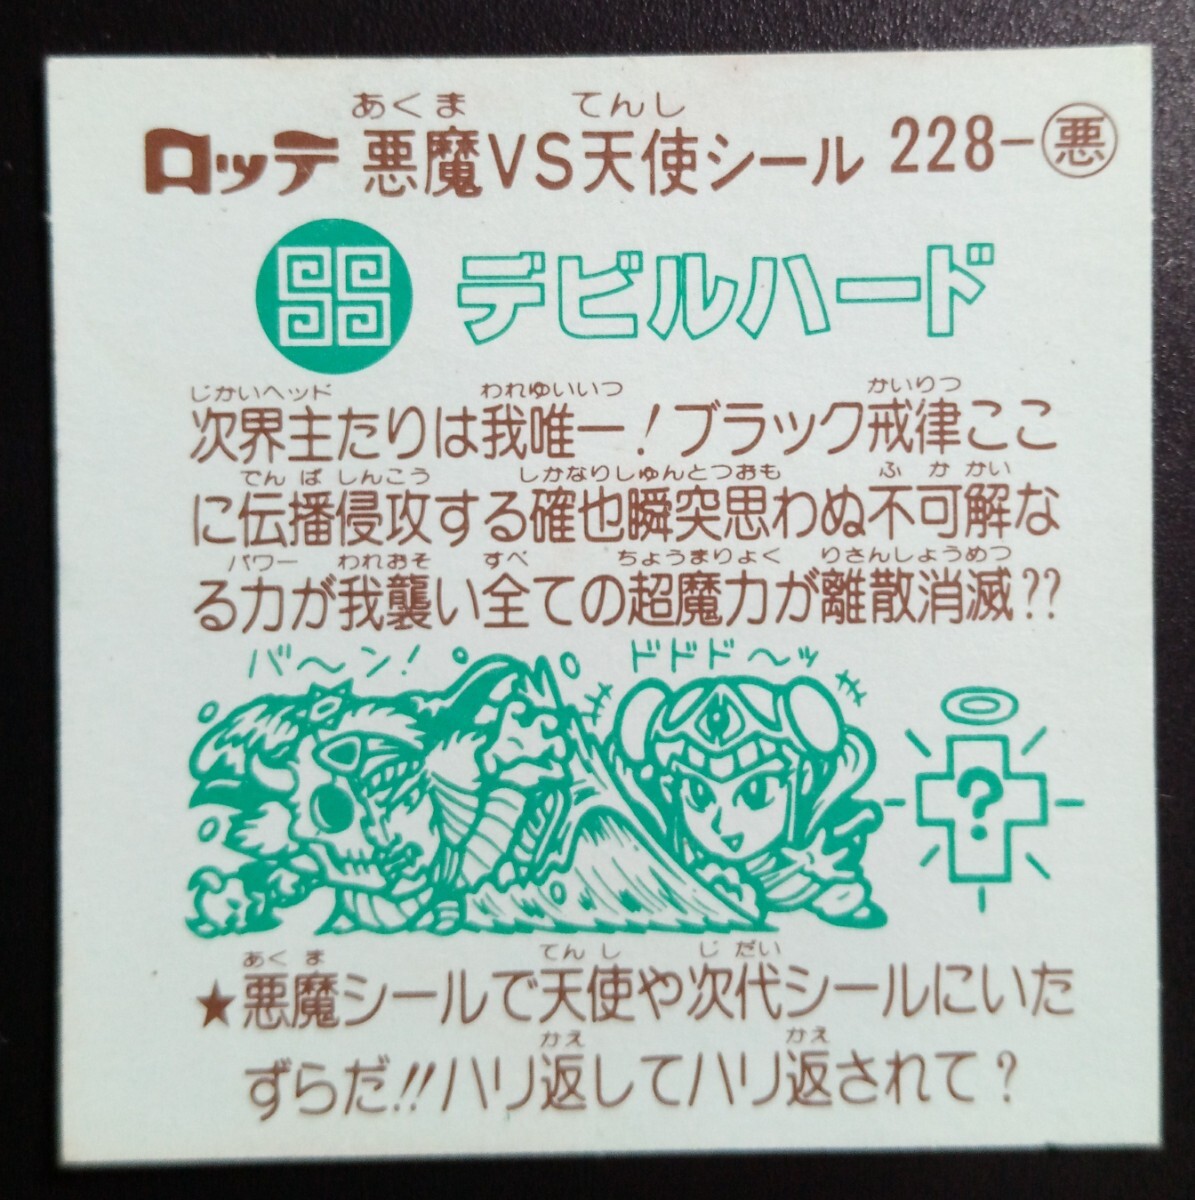 あくま てんし
ロッテ 悪魔VS天使シール 228-悪
デビルハード
じかいヘッド われゆいいつ かいりつ
次界主たりは我唯一!ブラック戒律ここ
でんぱしんこう しかなりしゅんとつおも ふかかい
に伝播侵攻する確也瞬突思わぬ不可解な
パワー われおそ すべ ちょうまりょく りさんしょうめつ
る力が我襲い全ての超魔力が離散消滅??
バ〜ン! ドドド〜ッ
?
あくま てんし じだい
★悪魔シールで天使や次代シールにいた
かえ かえ
ずらだ!!ハリ返してハリ返されて?